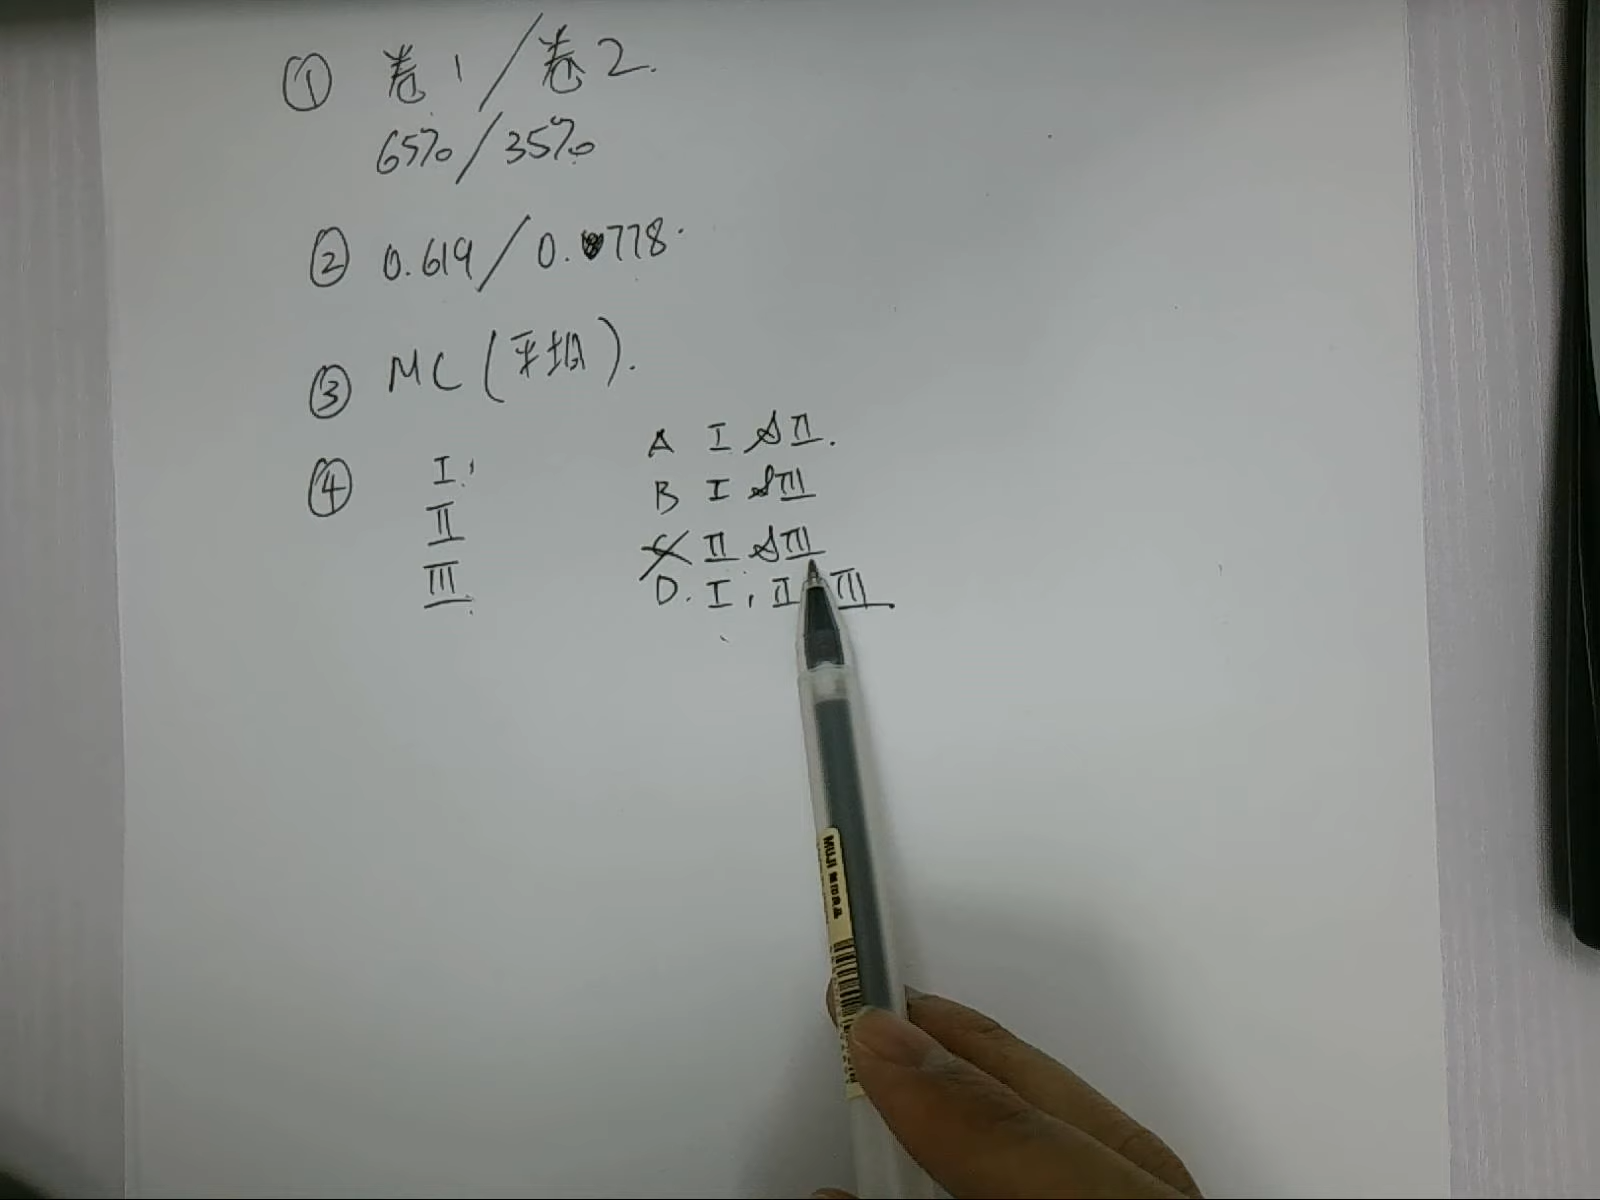 ① 卷1/卷2.
65%/35%
② 0.619/0.778.
③ MC (平均).
④ I.
II
III
A I & II.
B I & III
C II & III
D. I, II III
MUJI